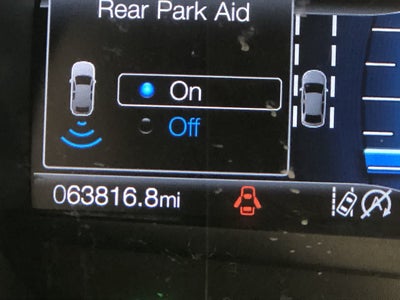 Rear Park Aid
On
Off
063816.8mi